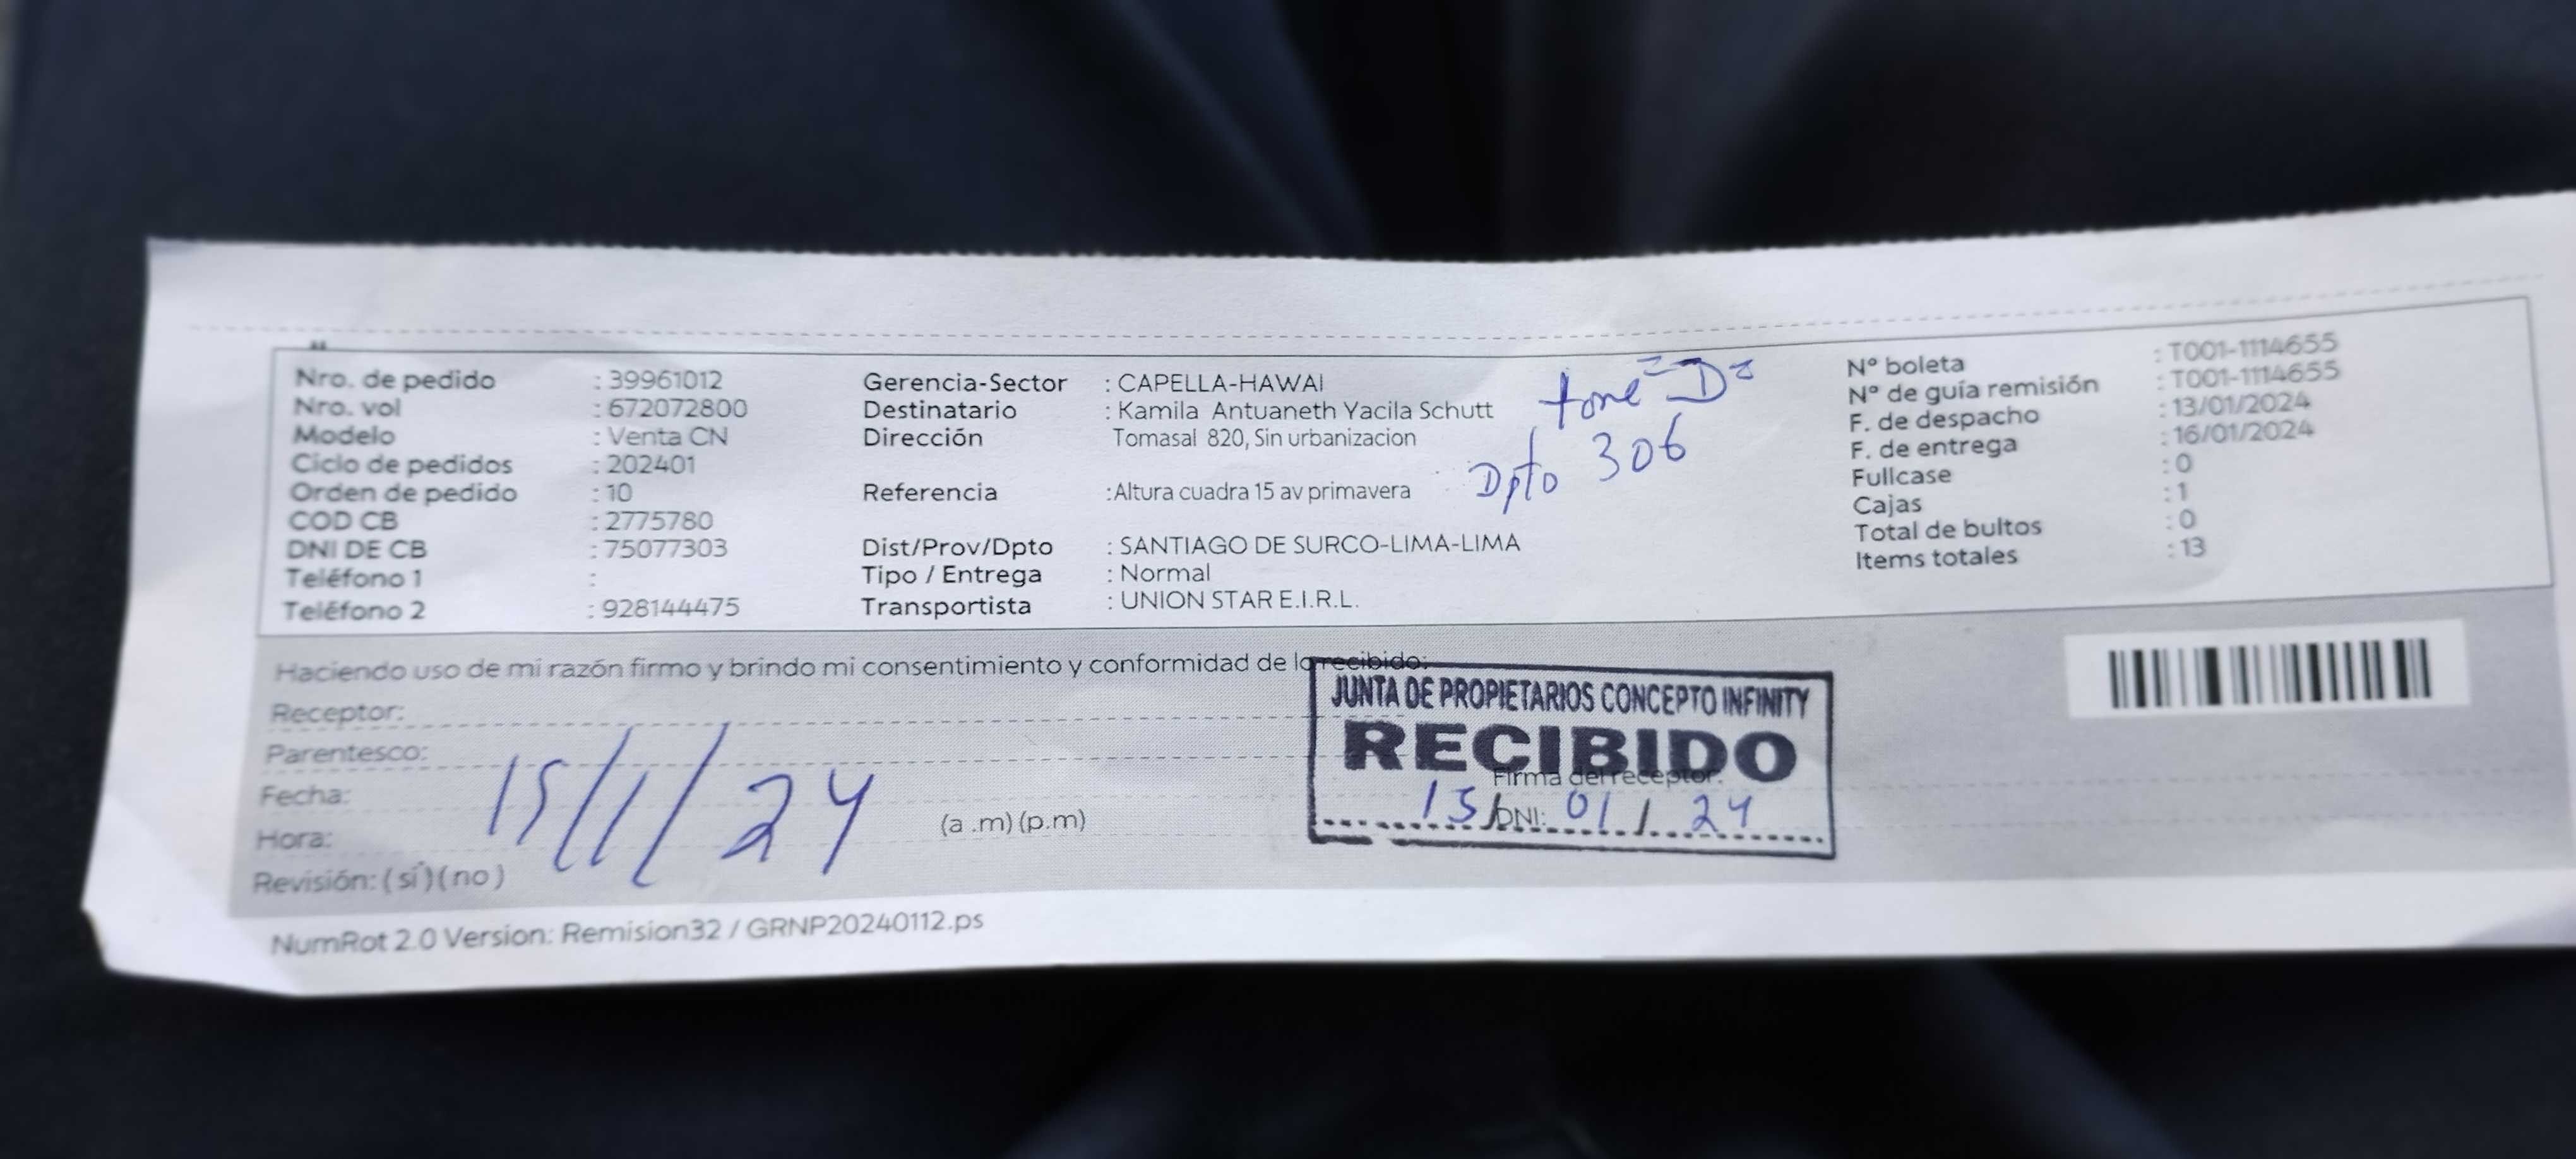 Nro. de pedido : 39961012
Nro. vol : 672072800
Modelo : Venta CN
Ciclo de pedidos : 202401
Orden de pedido : 10
COD CB : 2775780
DNI DE CB : 75077303
Teléfono 1 :
Teléfono 2 : 928144475
Gerencia-Sector : CAPELLA-HAWAI
Destinatario : Kamila Antuaneth Yacila Schutt
Dirección Tomasal 820, Sin urbanizacion
Referencia :Altura cuadra 15 av primavera
Dist/Prov/Dpto : SANTIAGO DE SURCO-LIMA-LIMA
Tipo / Entrega : Normal
Transportista : UNION STAR E.I.R.L.
torre "D"
Dpto 306
Nº boleta : T001-1114655
Nº de guía remisión : T001-1114655
F. de despacho : 13/01/2024
F. de entrega : 16/01/2024
Fullcase : 0
Cajas : 1
Total de bultos : 0
Items totales : 13
Haciendo uso de mi razón firmo y brindo mi consentimiento y conformidad de lo recibido:
Receptor:
Parentesco:
Fecha:
Hora:
15/1/24
(a .m) (p.m)
Revisión: (sí) (no)
JUNTA DE PROPIETARIOS CONCEPTO INFINITY
RECIBIDO
Firma del receptor:
DNI:
15/01/24
NumRot 2.0 Version: Remision32 / GRNP20240112.ps